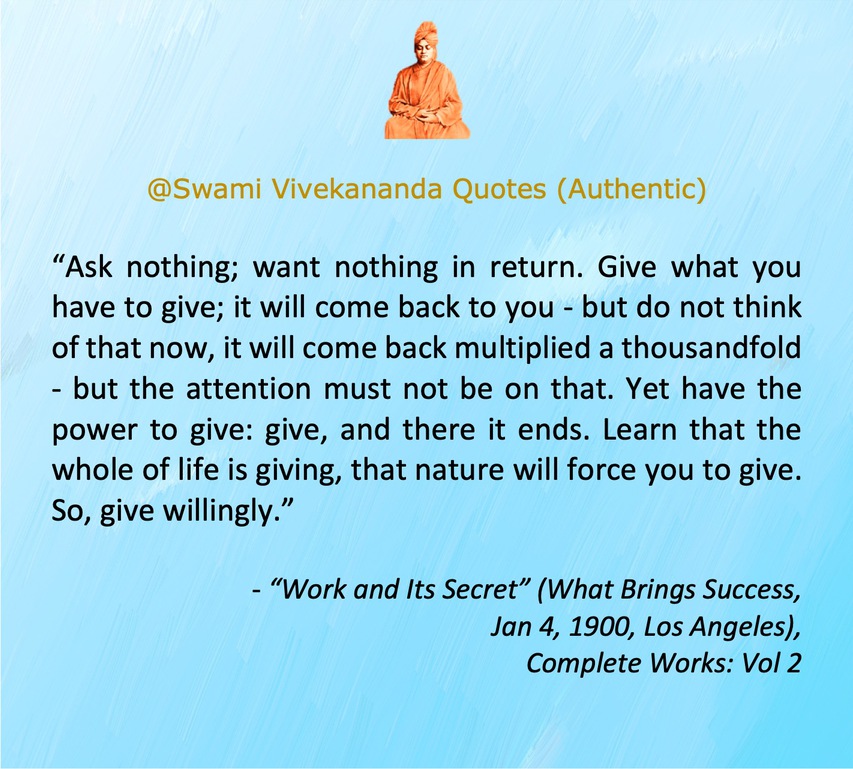 @Swami Vivekananda Quotes (Authentic)
“Ask nothing; want nothing in return. Give what you
have to give; it will come back to you - but do not think
of that now, it will come back multiplied a thousandfold
- but the attention must not be on that. Yet have the
power to give: give, and there it ends. Learn that the
whole of life is giving, that nature will force you to give.
So, give willingly.”
- “Work and Its Secret” (What Brings Success,
Jan 4, 1900, Los Angeles),
Complete Works: Vol 2